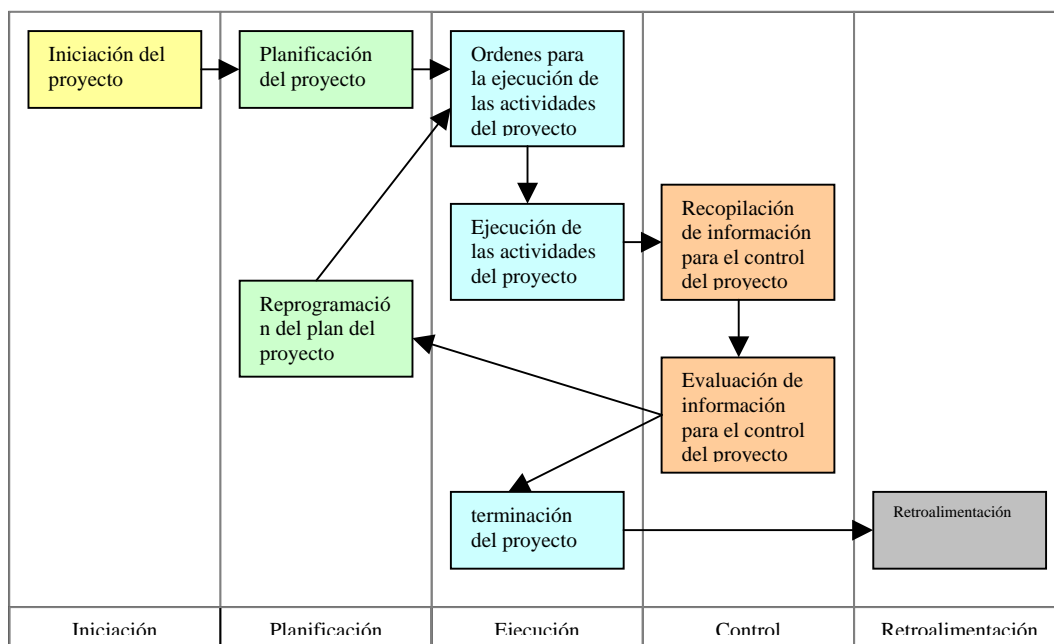 Iniciación del
proyecto
Planificación
del proyecto
Ordenes para
la ejecución de
las actividades
del proyecto
Ejecución de
las actividades
del proyecto
Recopilación
de información
para el control
del proyecto
Reprogramació
n del plan del
proyecto
Evaluación de
información
para el control
del proyecto
terminación
del proyecto
Retroalimentación
Iniciación
Planificación
Ejecución
Control
Retroalimentación